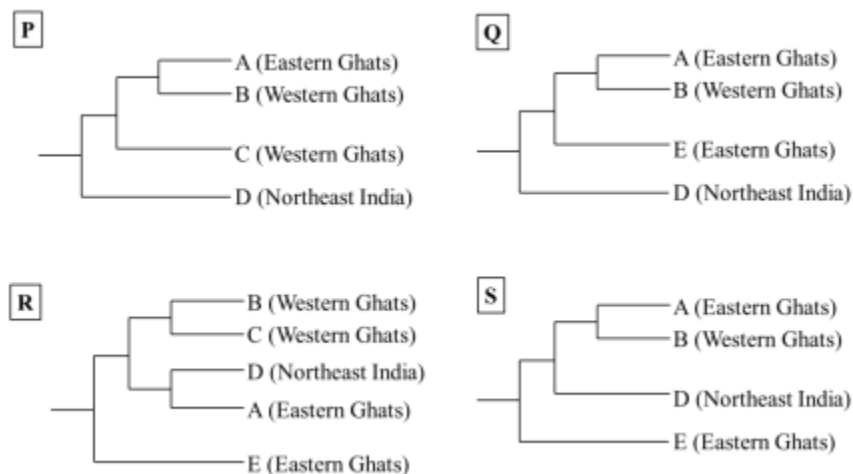 P
A (Eastern Ghats)
B (Western Ghats)
C (Western Ghats)
D (Northeast India)
Q
A (Eastern Ghats)
B (Western Ghats)
E (Eastern Ghats)
D (Northeast India)
R
B (Western Ghats)
C (Western Ghats)
D (Northeast India)
A (Eastern Ghats)
E (Eastern Ghats)
S
A (Eastern Ghats)
B (Western Ghats)
D (Northeast India)
E (Eastern Ghats)